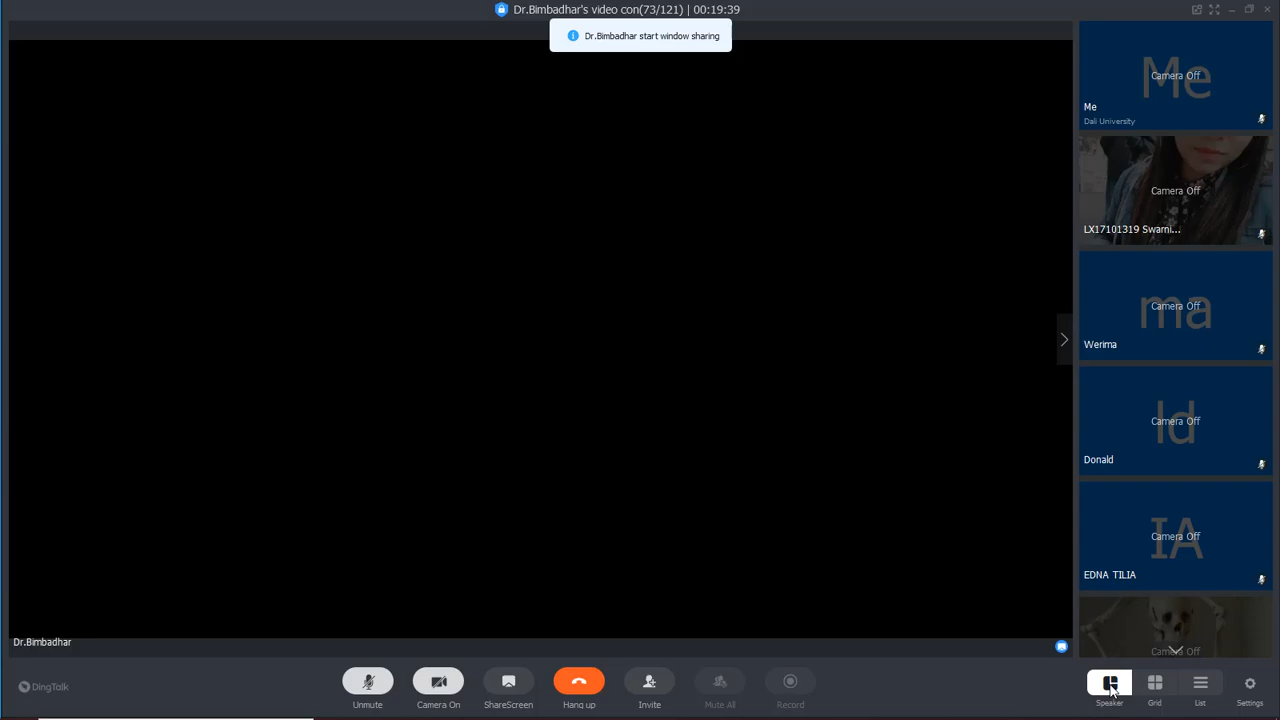 Dr.Bimbadhar's video con(73/121) | 00:19:39
Dr.Bimbadhar start window sharing
Me
Camera Off
Me
Dali University
Camera Off
LX17101319 Swarni...
ma
Camera Off
Werima
ld
Camera Off
Donald
IA
Camera Off
EDNA TILIA
Camera Off
Dr.Bimbadhar
DingTalk
Unmute
Camera On
ShareScreen
Hang up
Invite
Mute All
Record
Speaker
Grid
List
Settings